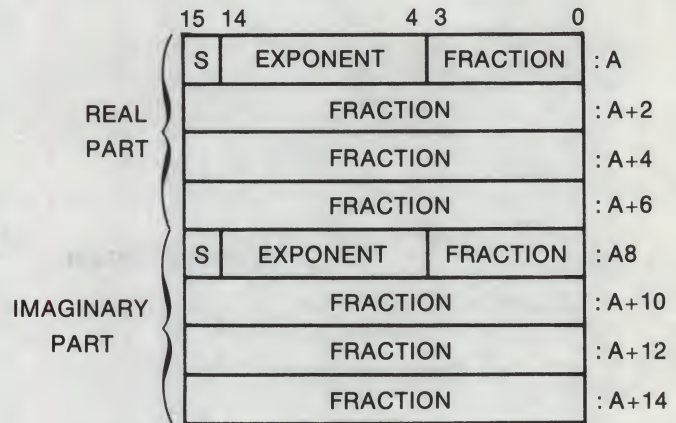 15 14 4 3 0
S EXPONENT FRACTION : A
REAL PART
FRACTION : A+2
FRACTION : A+4
FRACTION : A+6
S EXPONENT FRACTION : A8
IMAGINARY PART
FRACTION : A+10
FRACTION : A+12
FRACTION : A+14